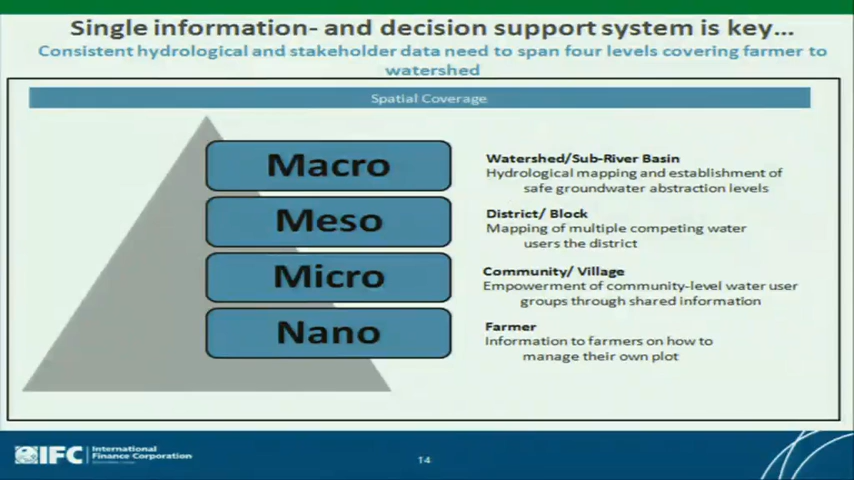 Single information- and decision support system is key...
Consistent hydrological and stakeholder data need to span four levels covering farmer to
watershed
Spatial Coverage
Macro
Watershed/Sub-River Basin
Hydrological mapping and establishment of
safe groundwater abstraction levels
Meso
District/ Block
Mapping of multiple competing water
users the district
Micro
Community/ Village
Empowerment of community-level water user
groups through shared information
Nano
Farmer
Information to farmers on how to
manage their own plot
IFC
International
Finance Corporation
14